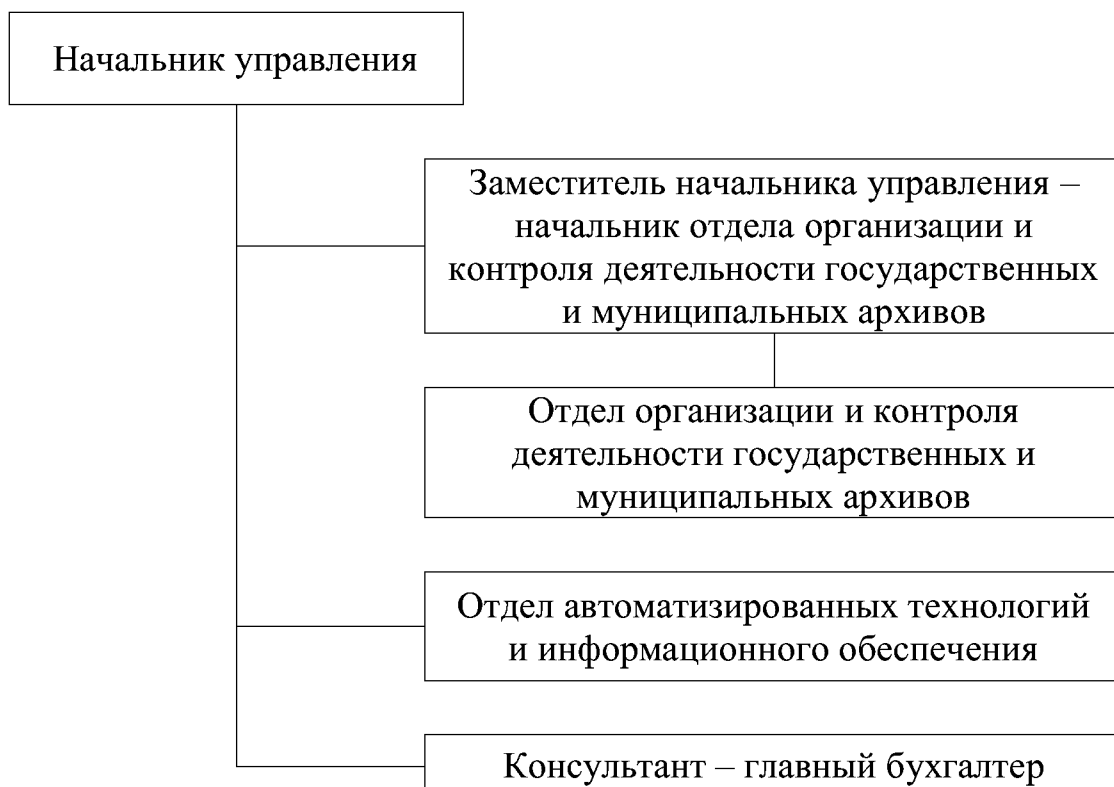 Начальник управления
Заместитель начальника управления –
начальник отдела организации и
контроля деятельности государственных
и муниципальных архивов
Отдел организации и контроля
деятельности государственных и
муниципальных архивов
Отдел автоматизированных технологий
и информационного обеспечения
Консультант – главный бухгалтер